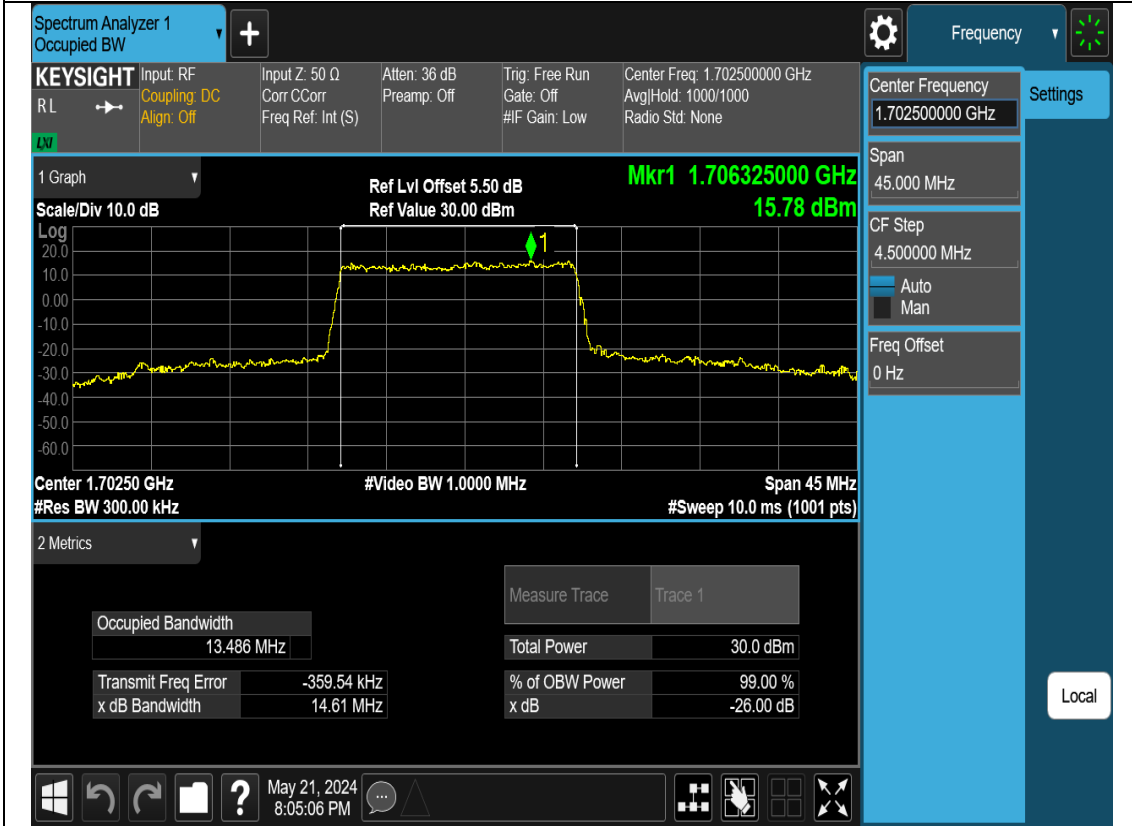 Spectrum Analyzer 1
Occupied BW
▼
+
Frequency
▼
KEYSIGHT
R L
LXI
Input: RF
Coupling: DC
Align: Off
Input Z: 50 Ω
Corr CCorr
Freq Ref: Int (S)
Atten: 36 dB
Preamp: Off
Trig: Free Run
Gate: Off
#IF Gain: Low
Center Freq: 1.702500000 GHz
Avg|Hold: 1000/1000
Radio Std: None
Center Frequency
1.702500000 GHz
Settings
Span
45.000 MHz
CF Step
4.500000 MHz
Auto
Man
Freq Offset
0 Hz
Local
1 Graph ▼
Scale/Div 10.0 dB
Ref Lvl Offset 5.50 dB
Ref Value 30.00 dBm
Mkr1 1.706325000 GHz
15.78 dBm
Log
20.0
10.0
0.00
-10.0
-20.0
-30.0
-40.0
-50.0
-60.0
1
Center 1.70250 GHz
#Res BW 300.00 kHz
#Video BW 1.0000 MHz
Span 45 MHz
#Sweep 10.0 ms (1001 pts)
2 Metrics ▼
Measure Trace Trace 1
Occupied Bandwidth
13.486 MHz
Total Power 30.0 dBm
Transmit Freq Error -359.54 kHz
% of OBW Power 99.00 %
x dB Bandwidth 14.61 MHz
x dB -26.00 dB
?
May 21, 2024
8:05:06 PM